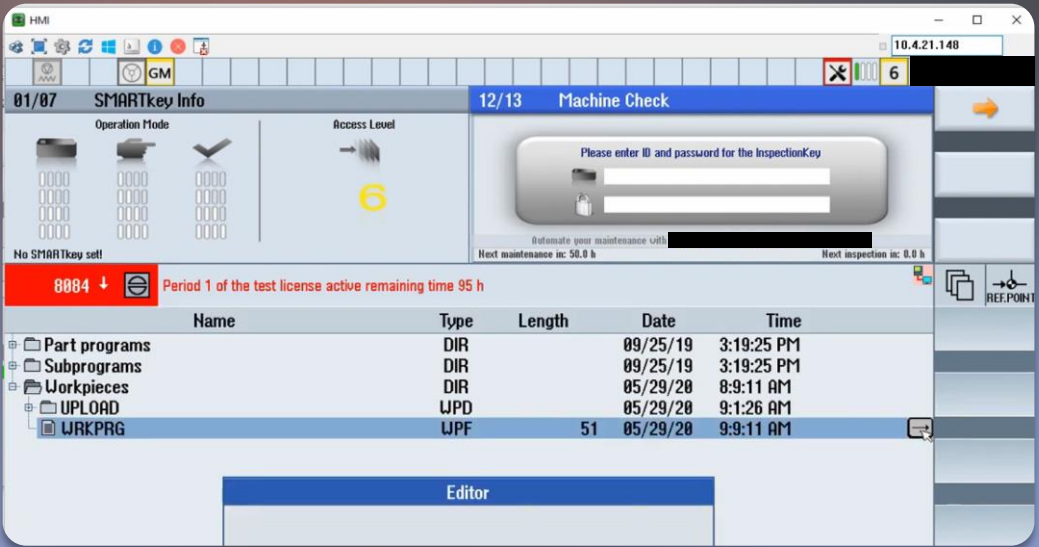 HMI
10.4.21.148
GM
6
01/07 SMARTkey Info
12/13 Machine Check
Operation Mode
Access Level
6
Please enter ID and password for the InspectionKey
Automate your maintenance with
No SMARTkey set!
Next maintenance in: 50.0 h
Next inspection in: 0.0 h
8084 ↓
Period 1 of the test license active remaining time 95 h
REF.POINT
Name Type Length Date Time
Part programs DIR 09/25/19 3:19:25 PM
Subprograms DIR 09/25/19 3:19:25 PM
Workpieces DIR 05/29/20 8:9:11 AM
UPLOAD WPD 05/29/20 9:1:26 AM
WRKPRG WPF 51 05/29/20 9:9:11 AM
Editor